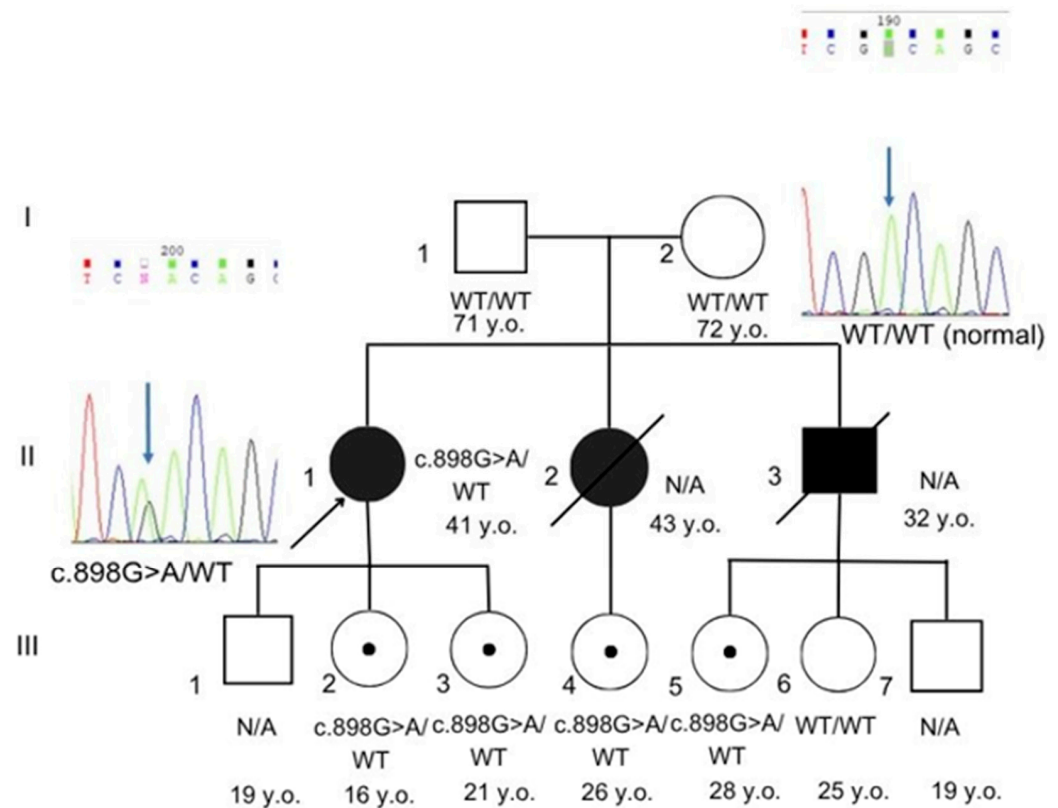 190
T C G C A G C
I
1
2
WT/WT
71 y.o.
WT/WT
72 y.o.
WT/WT (normal)
200
T C N A C A G C
II
1
c.898G>A/
WT
41 y.o.
2
N/A
43 y.o.
3
N/A
32 y.o.
c.898G>A/WT
III
1
2
3
4
5
6
7
N/A
19 y.o.
c.898G>A/
WT
16 y.o.
c.898G>A/
WT
21 y.o.
c.898G>A/
WT
26 y.o.
c.898G>A/
WT
28 y.o.
WT/WT
25 y.o.
N/A
19 y.o.